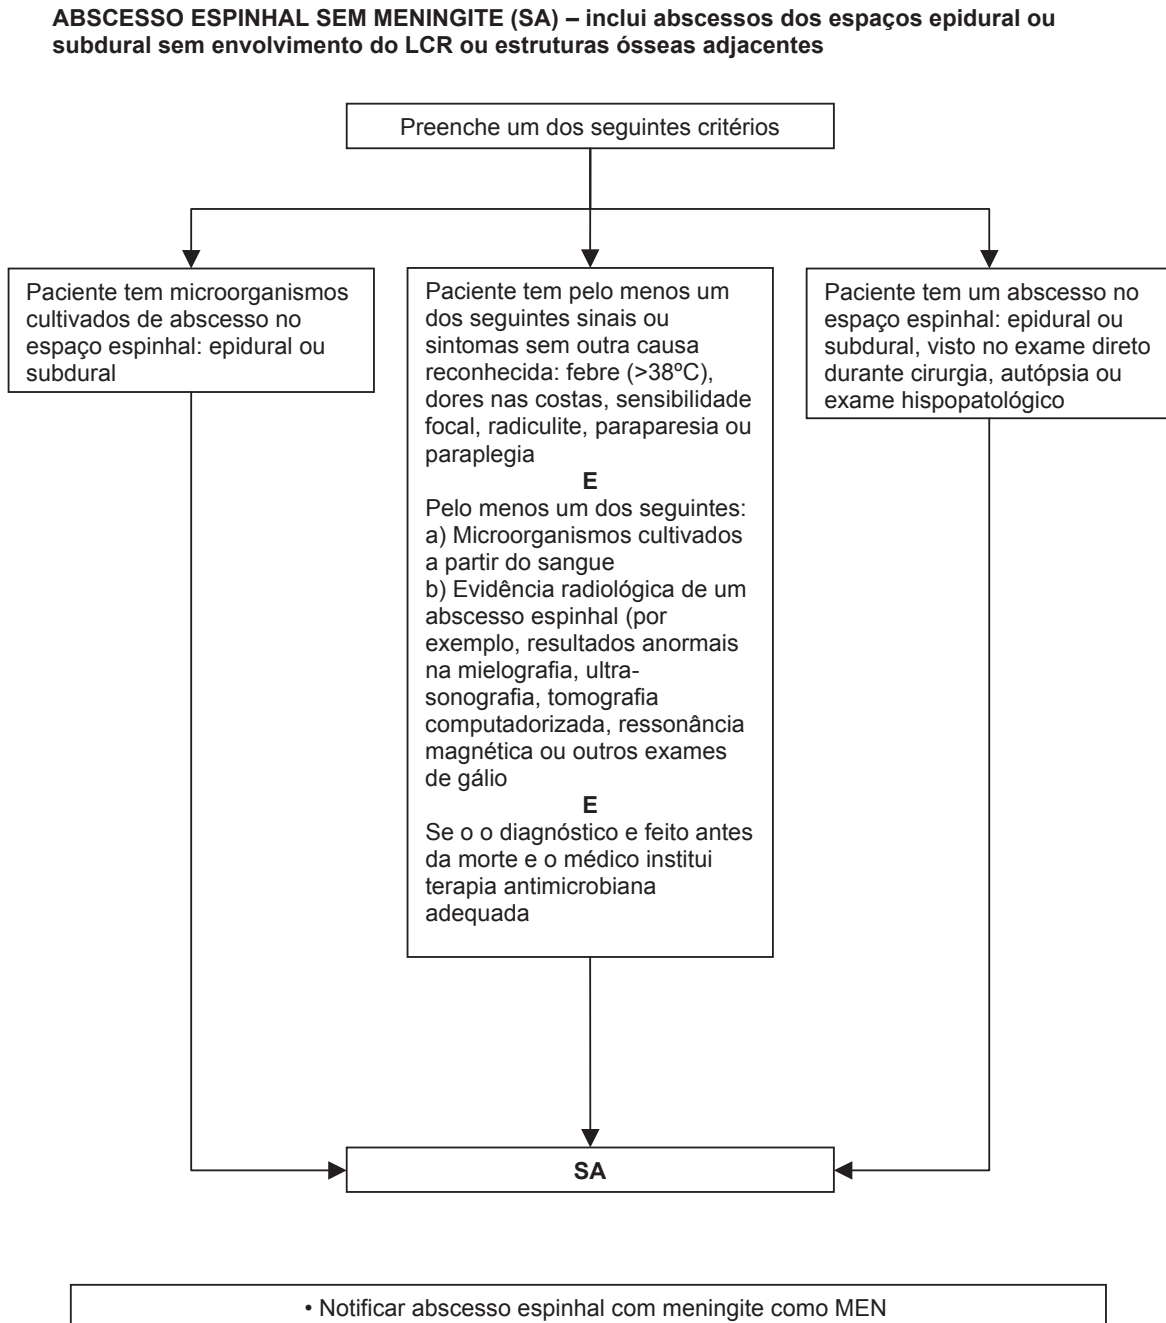 ABSCESSO ESPINHAL SEM MENINGITE (SA) – inclui abscessos dos espaços epidural ou
subdural sem envolvimento do LCR ou estruturas ósseas adjacentes
Preenche um dos seguintes critérios
Paciente tem microorganismos
cultivados de abscesso no
espaço espinhal: epidural ou
subdural
Paciente tem pelo menos um
dos seguintes sinais ou
sintomas sem outra causa
reconhecida: febre (>38ºC),
dores nas costas, sensibilidade
focal, radiculite, paraparesia ou
paraplegia
E
Pelo menos um dos seguintes:
a) Microorganismos cultivados
a partir do sangue
b) Evidência radiológica de um
abscesso espinhal (por
exemplo, resultados anormais
na mielografia, ultra-
sonografia, tomografia
computadorizada, ressonância
magnética ou outros exames
de gálio
E
Se o o diagnóstico e feito antes
da morte e o médico institui
terapia antimicrobiana
adequada
Paciente tem um abscesso no
espaço espinhal: epidural ou
subdural, visto no exame direto
durante cirurgia, autópsia ou
exame hispopatológico
SA
• Notificar abscesso espinhal com meningite como MEN